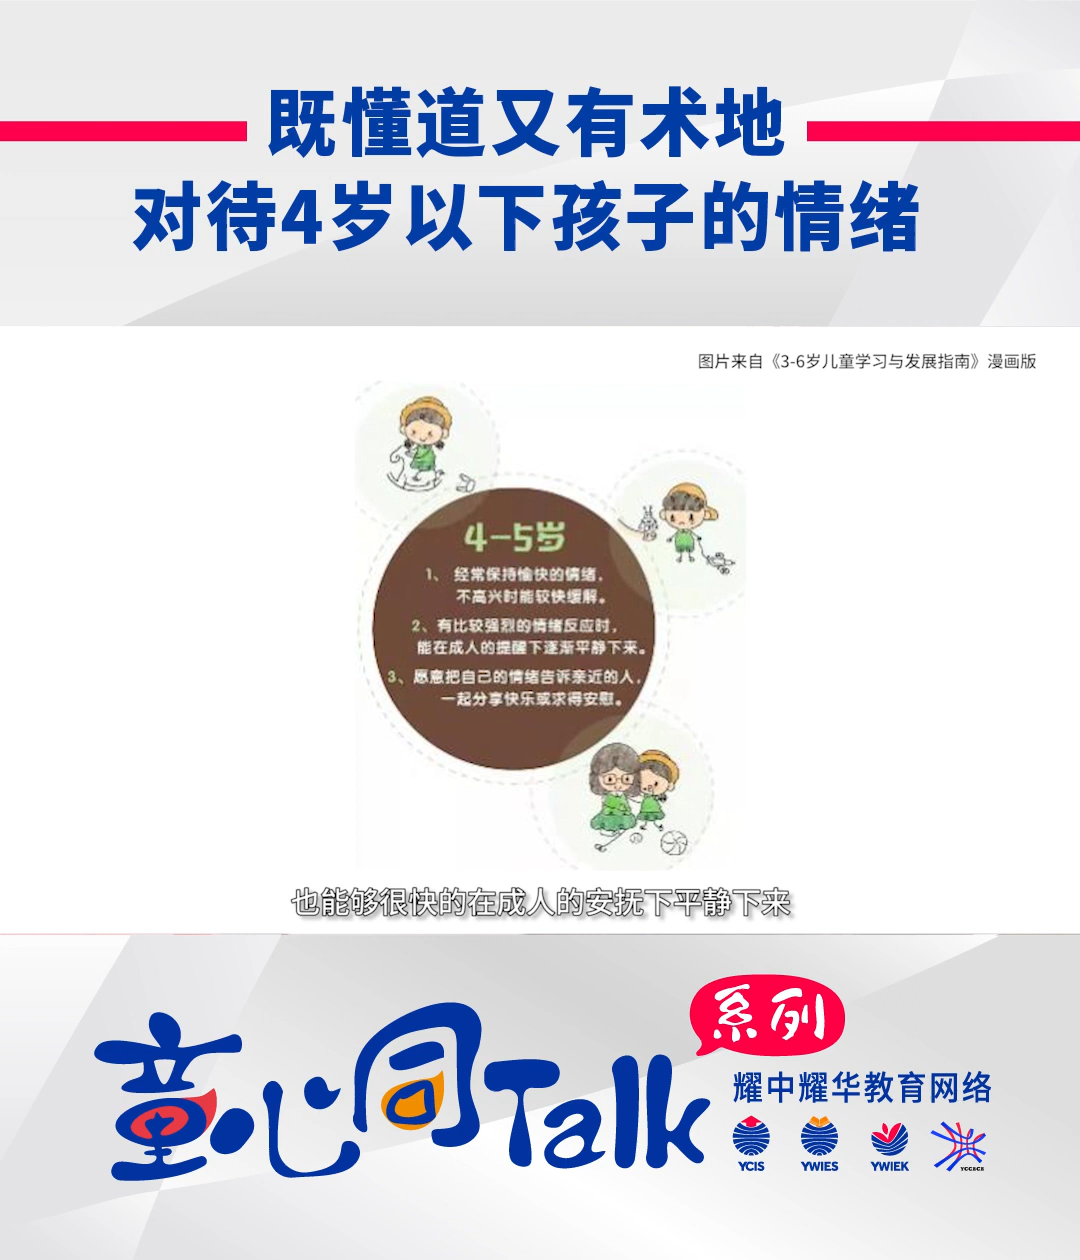 既懂道又有术地
对待4岁以下孩子的情绪
图片来自《3-6岁儿童学习与发展指南》漫画版
4-5岁
1、 经常保持愉快的情绪，
不高兴时能较快缓解。
2、有比较强烈的情绪反应时，
能在成人的提醒下逐渐平静下来。
3、愿意把自己的情绪告诉亲近的人，
一起分享快乐或求得安慰。
也能够很快的在成人的安抚下平静下来
童心同Talk
系列
耀中耀华教育网络
YCIS YWIES YWIEK YCCECE